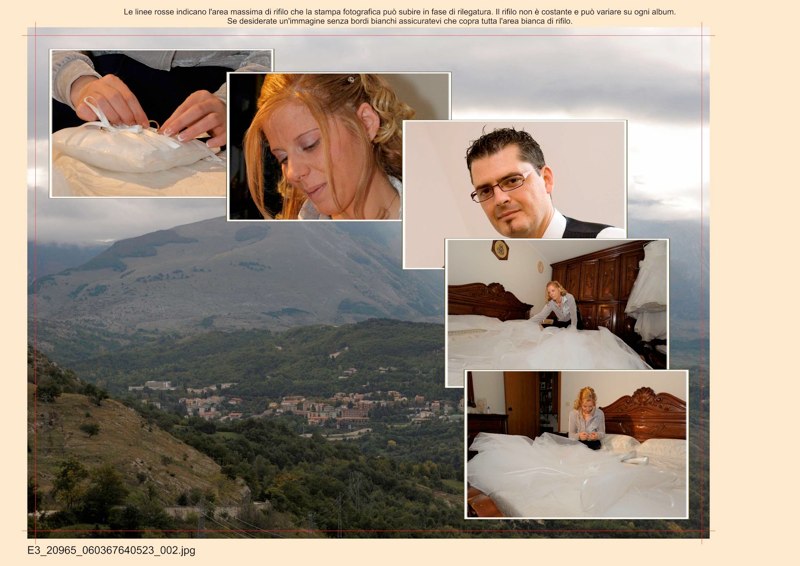 Le linee rosse indicano l'area massima di rifilo che la stampa fotografica può subire in fase di rilegatura. Il rifilo non è costante e può variare su ogni album.
Se desiderate un'immagine senza bordi bianchi assicuratevi che copra tutta l'area bianca di rifilo.
E3_20965_060367640523_002.jpg